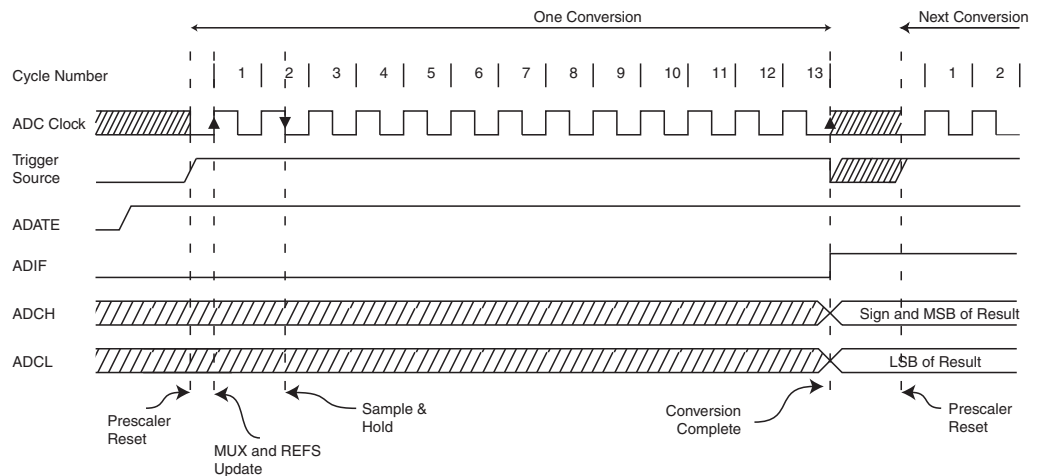 One Conversion
Next Conversion
Cycle Number
1 2 3 4 5 6 7 8 9 10 11 12 13 1 2
ADC Clock
Trigger
Source
ADATE
ADIF
ADCH
Sign and MSB of Result
ADCL
LSB of Result
Prescaler
Reset
MUX and REFS
Update
Sample &
Hold
Conversion
Complete
Prescaler
Reset